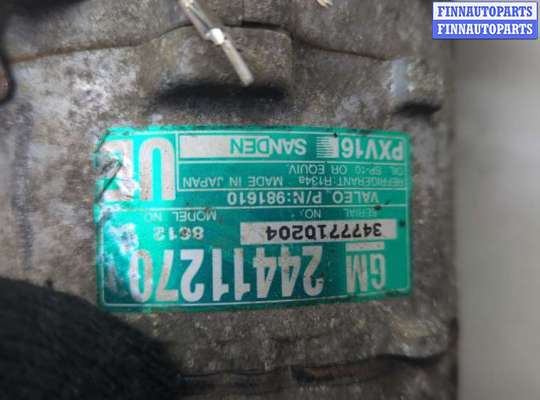 FINNAUTOPARTS
FINNAUTOPARTS
GM 24411270
SERIAL NO. MODEL NO
3477710204 8612
VALEO P/N:981610
REFRIGERANT:R134a MADE IN JAPAN
OIL SP-10 OR EQUIV.
PXV16 SANDEN